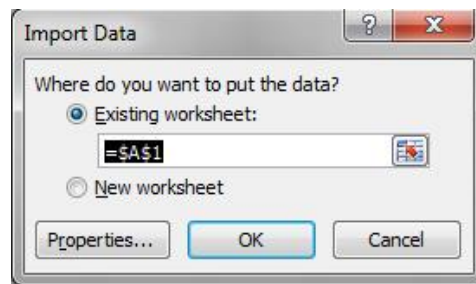 Import Data
? X
Where do you want to put the data?
Existing worksheet:
=$A$1
New worksheet
Properties... OK Cancel